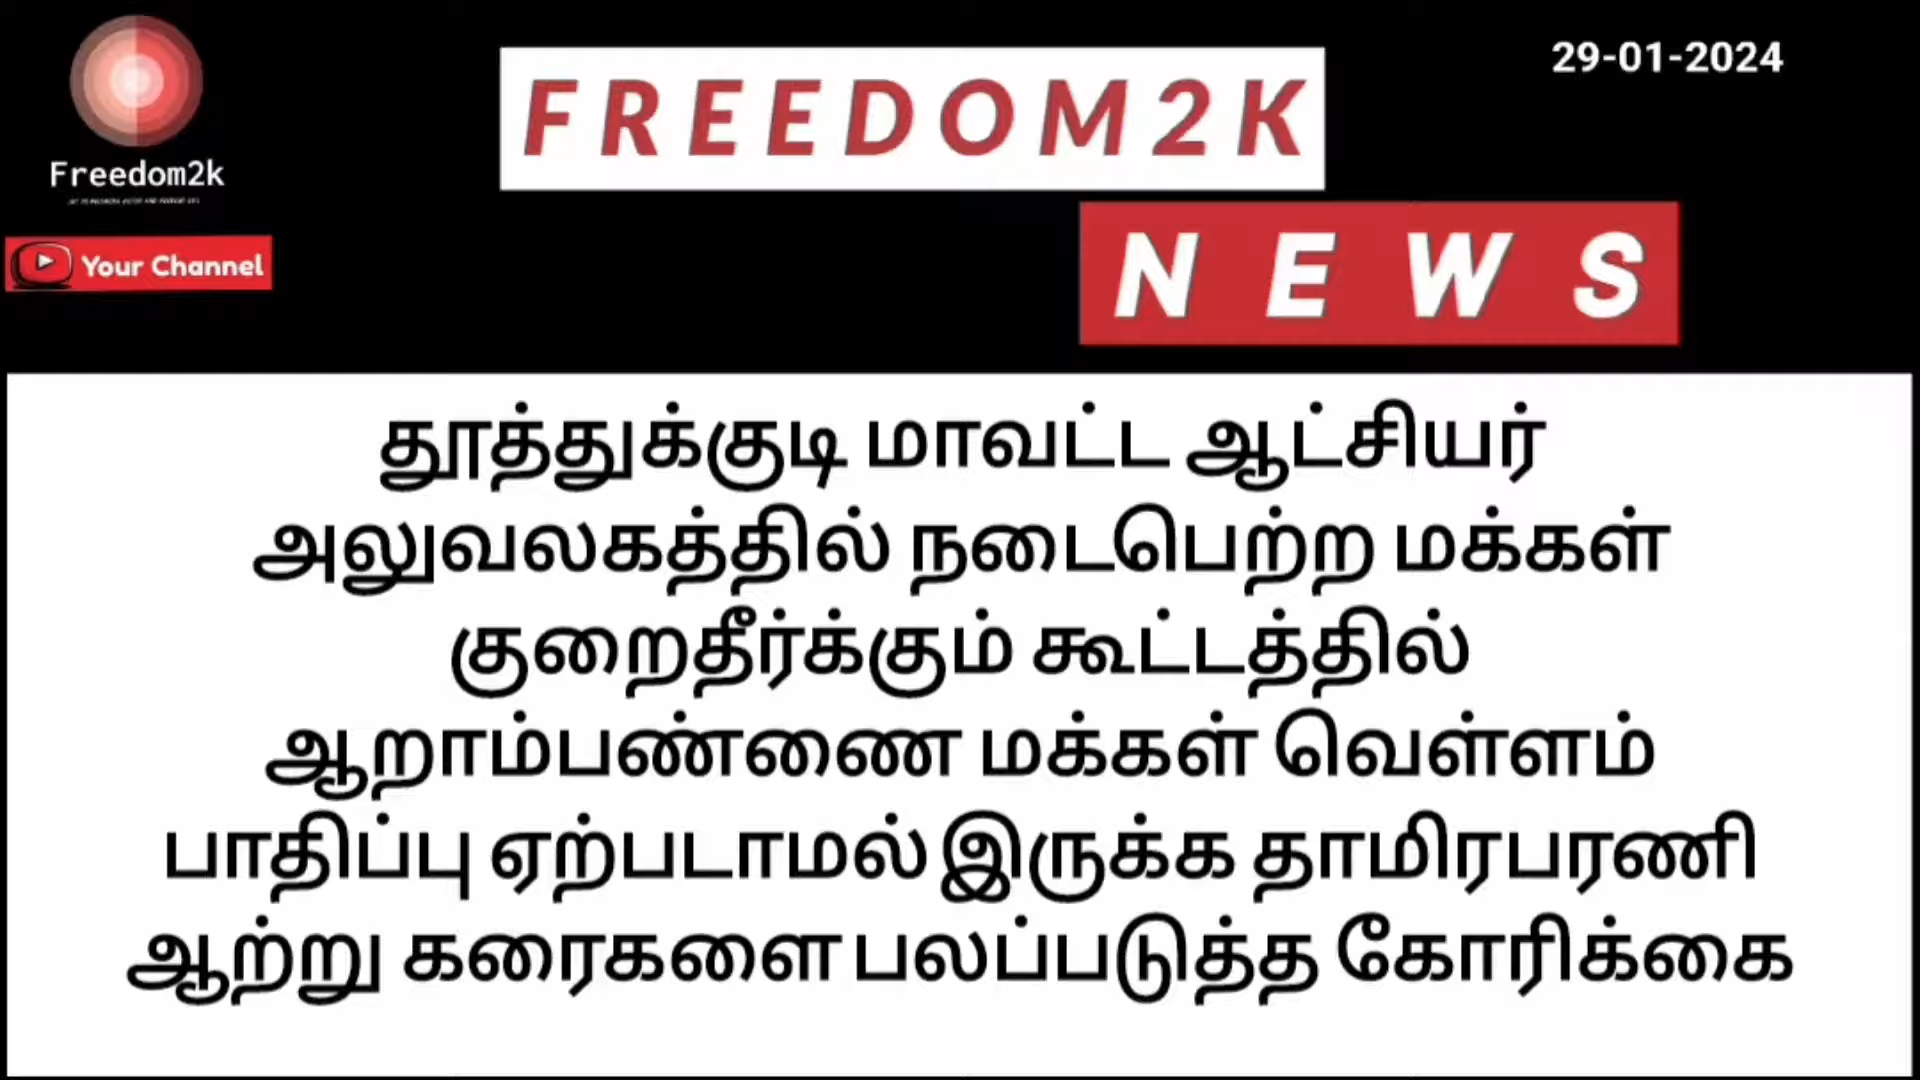 29-01-2024
FREEDOM2K
Freedom2k
Your Channel
NEWS
தூத்துக்குடி மாவட்ட ஆட்சியர்
அலுவலகத்தில் நடைபெற்ற மக்கள்
குறைதீர்க்கும் கூட்டத்தில்
ஆறாம்பண்ணை மக்கள் வெள்ளம்
பாதிப்பு ஏற்படாமல் இருக்க தாமிரபரணி
ஆற்று கரைகளை பலப்படுத்த கோரிக்கை